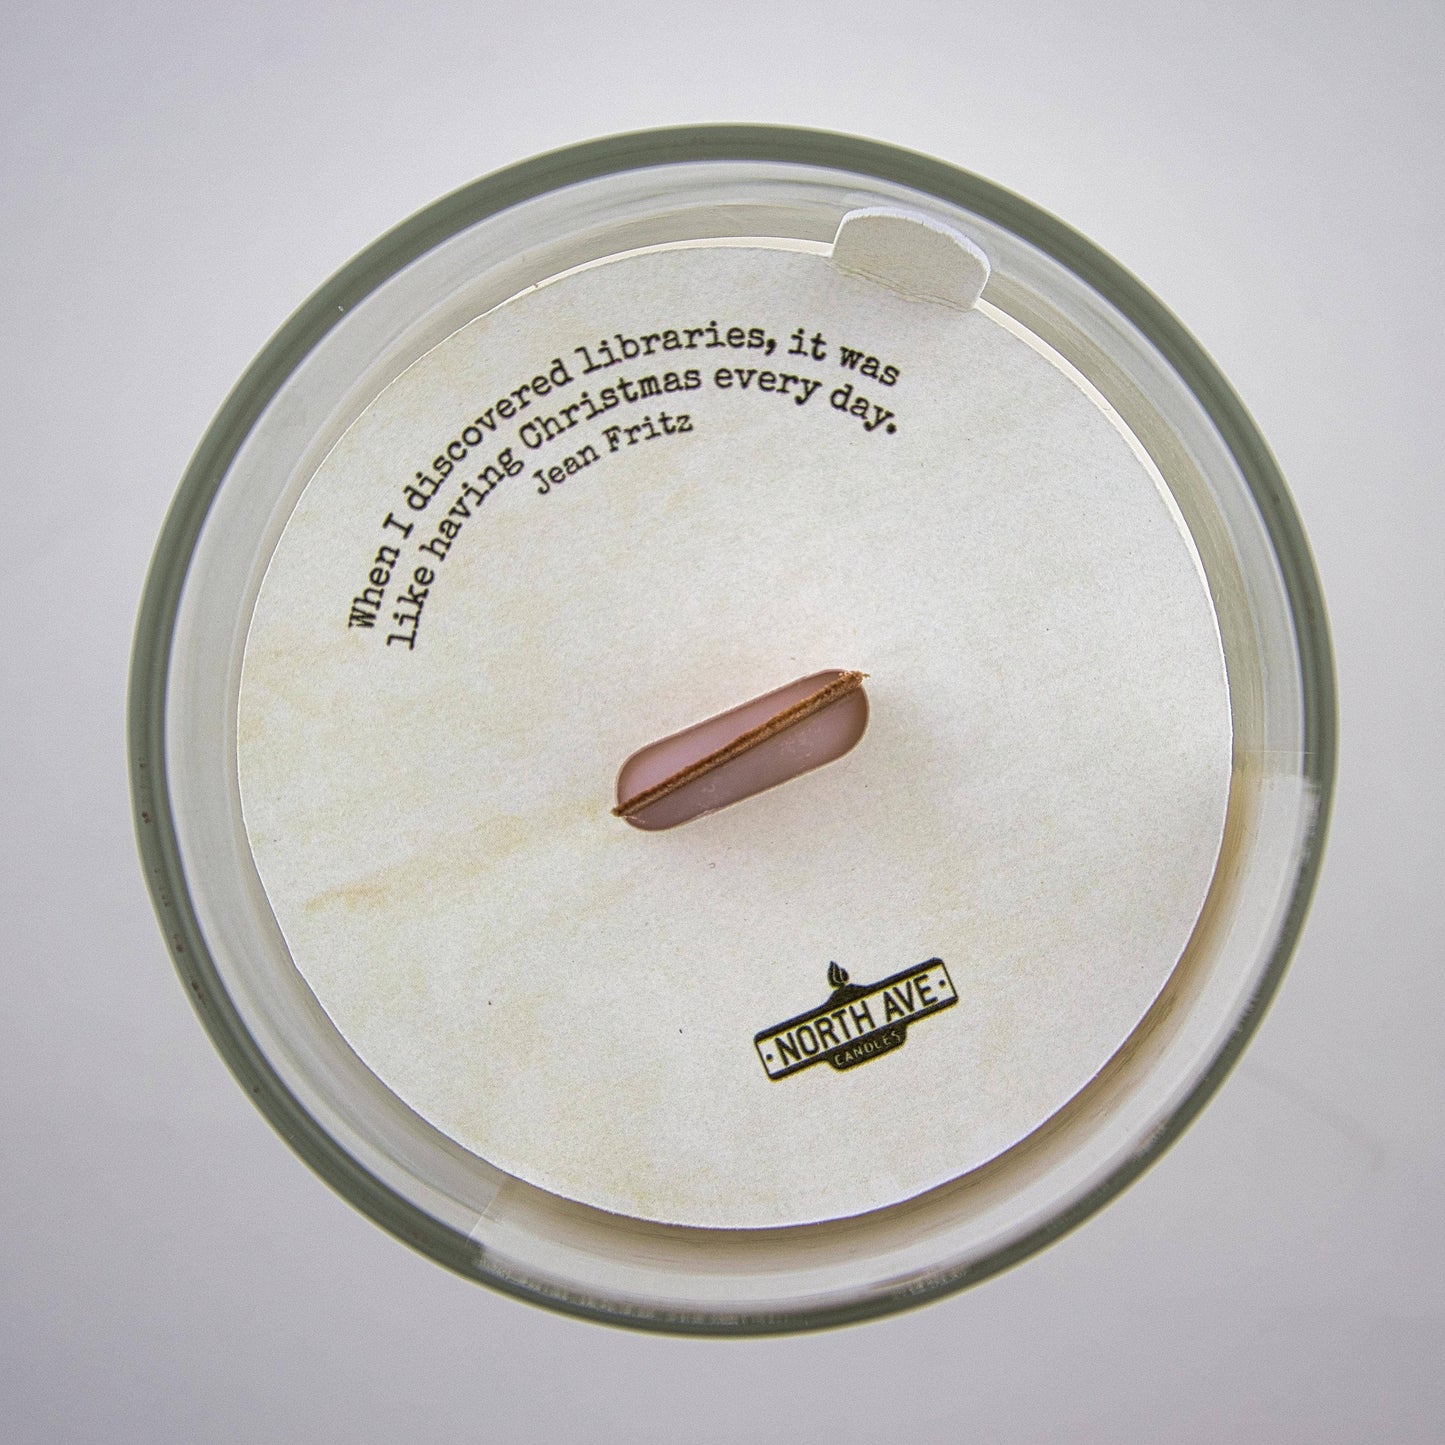 When I discovered libraries, it was
like having Christmas every day.
Jean Fritz
NORTH AVE
CANDLES